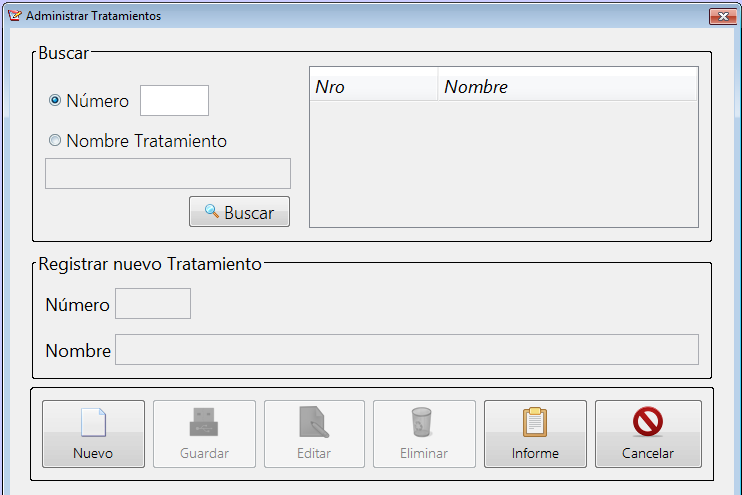 Administrar Tratamientos
Buscar
Número
Nro Nombre
Nombre Tratamiento
Buscar
Registrar nuevo Tratamiento
Número
Nombre
Nuevo Guardar Editar Eliminar Informe Cancelar